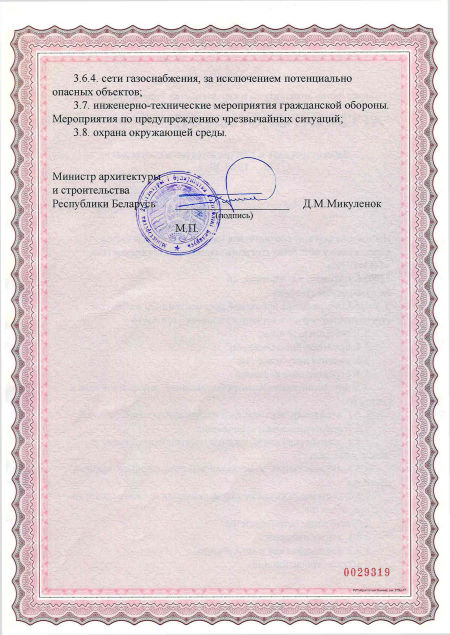 3.6.4. сети газоснабжения, за исключением потенциально
опасных объектов;
3.7. инженерно-технические мероприятия гражданской обороны.
Мероприятия по предупреждению чрезвычайных ситуаций;
3.8. охрана окружающей среды.
Министр архитектуры
и строительства
Республики Беларусь
Д.М.Микуленок
(подпись)
М.П.
0029319